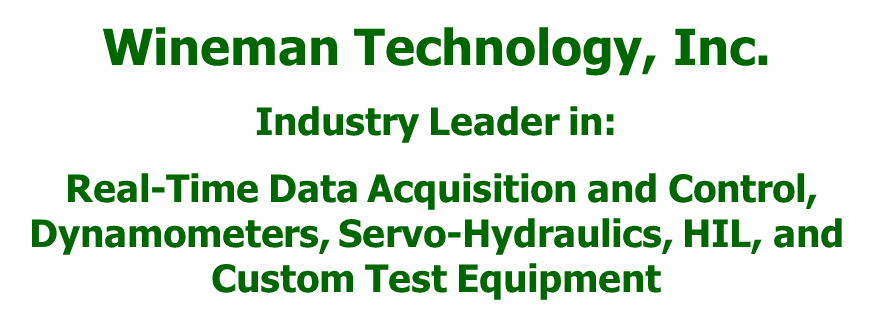 Wineman Technology, Inc.
Industry Leader in:
Real-Time Data Acquisition and Control,
Dynamometers, Servo-Hydraulics, HIL, and
Custom Test Equipment